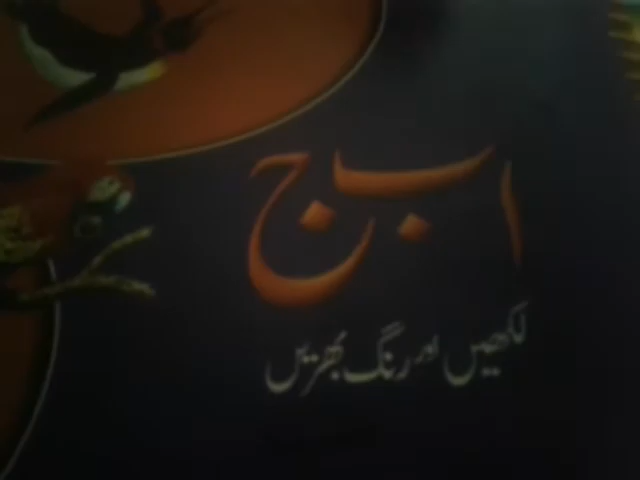 ا ب ج
لکھیں اور رنگ بھریں